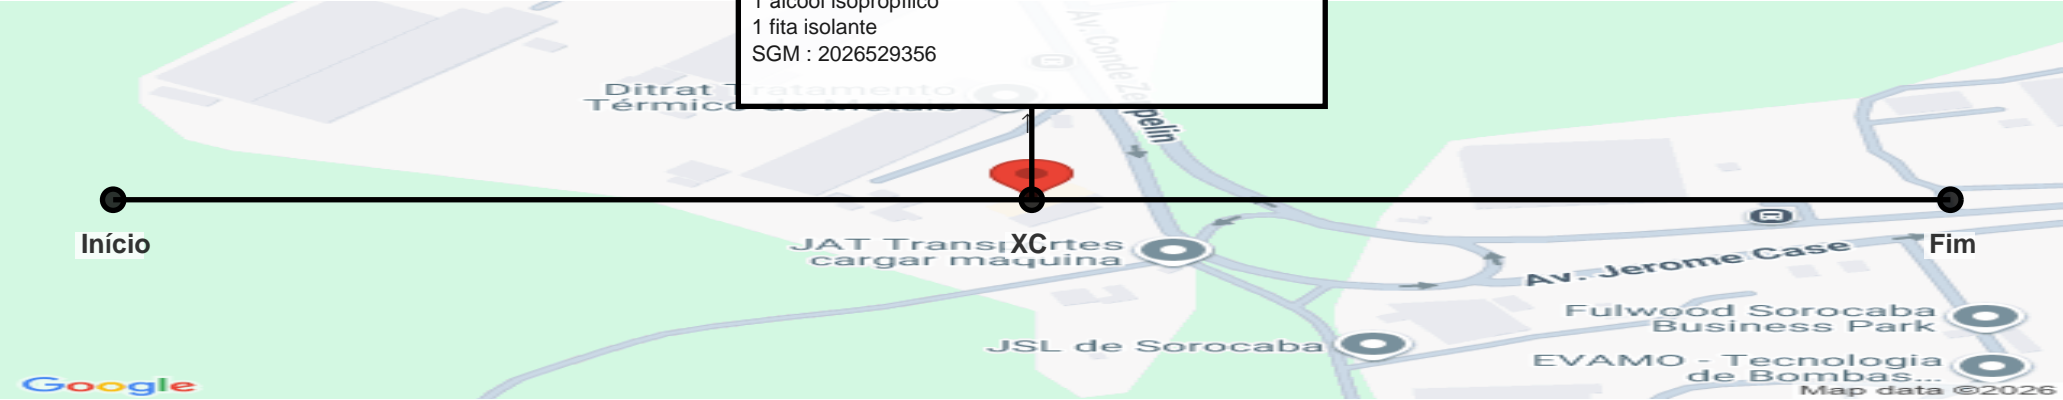 1 álcool isopropílico
1 fita isolante
SGM : 2026529356
Av. Conde Zeppelin
Ditrat Tratamento
Térmico de Metais
1
Início
XC
Fim
JAT Transportes
cargar maquina
Av. Jerome Case
Fulwood Sorocaba
Business Park
JSL de Sorocaba
EVAMO - Tecnologia
de Bombas...
Google
Map data ©2026